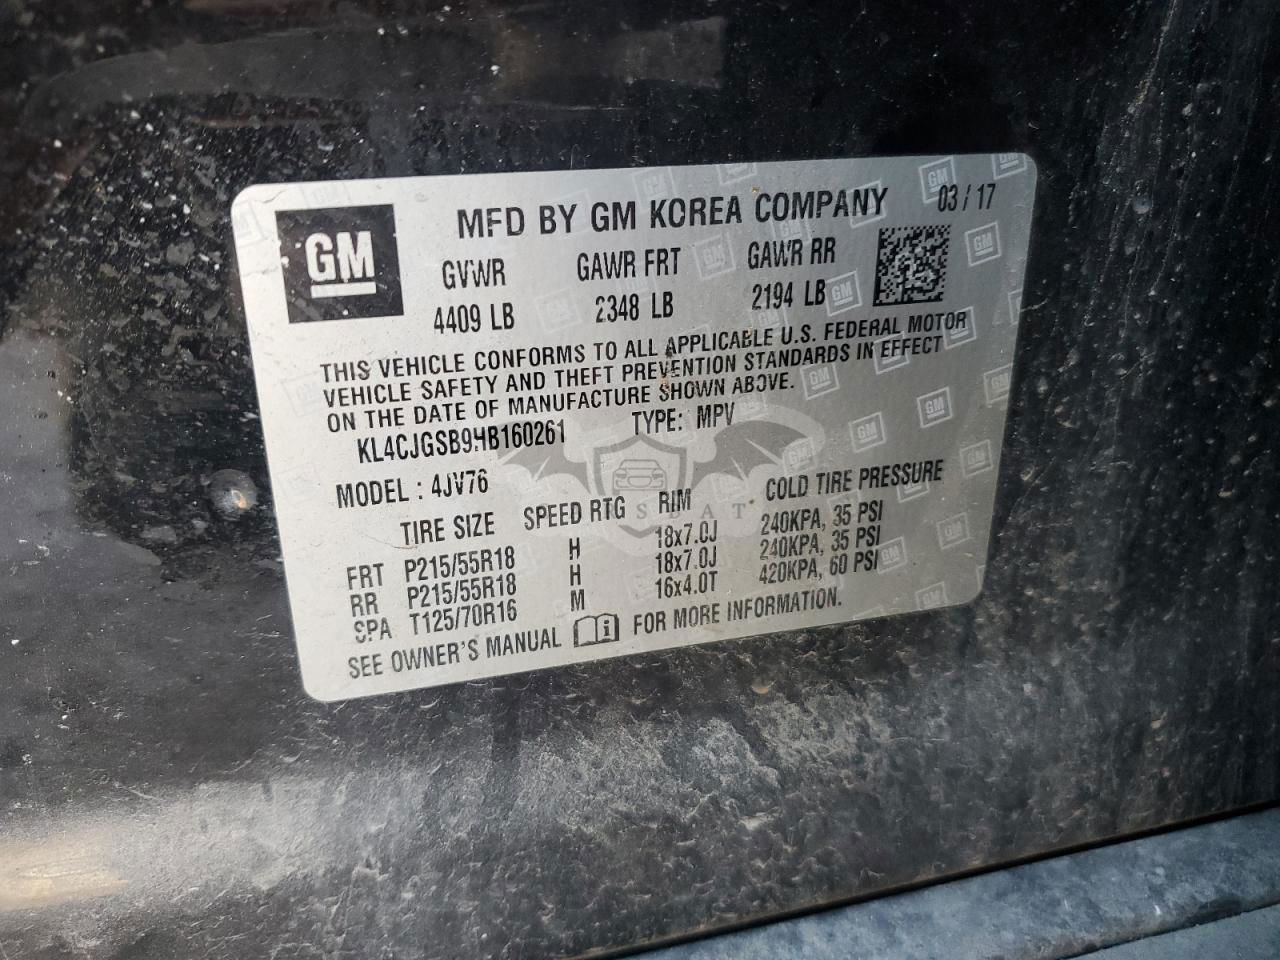 GM MFD BY GM KOREA COMPANY 03/17
GVWR GAWR FRT GAWR RR
4409 LB 2348 LB 2194 LB
THIS VEHICLE CONFORMS TO ALL APPLICABLE U.S. FEDERAL MOTOR
VEHICLE SAFETY AND THEFT PREVENTION STANDARDS IN EFFECT
ON THE DATE OF MANUFACTURE SHOWN ABOVE.
KL4CJGSB9HB160261 TYPE: MPV
MODEL: 4JV76
TIRE SIZE SPEED RTG RIM COLD TIRE PRESSURE
FRT P215/55R18 H 18x7.0J 240KPA, 35 PSI
RR P215/55R18 H 18x7.0J 240KPA, 35 PSI
SPA T125/70R16 M 16x4.0T 420KPA, 60 PSI
SEE OWNER'S MANUAL FOR MORE INFORMATION.